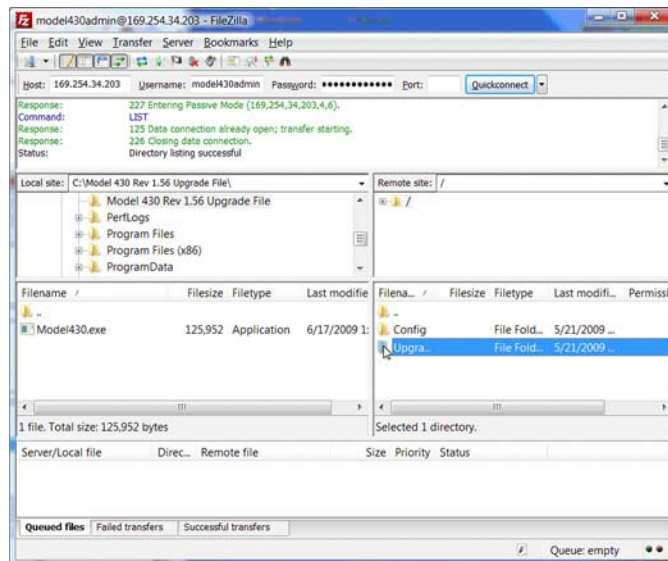 model430admin@169.254.34.203 - FileZilla
File Edit View Transfer Server Bookmarks Help
Host: 169.254.34.203 Username: model430admin Password: •••••••••••• Port: Quickconnect
Response: 227 Entering Passive Mode (169,254,34,203,4,6).
Command: LIST
Response: 125 Data connection already open; transfer starting.
Response: 226 Closing data connection.
Status: Directory listing successful
Local site: C:\Model 430 Rev 1.56 Upgrade File\ Remote site: /
Model 430 Rev 1.56 Upgrade File /
PerfLogs
Program Files
Program Files (x86)
ProgramData
Filename Filesize Filetype Last modifie Filena... Filesize Filetype Last modifi... Permissi
.. ..
Model430.exe 125,952 Application 6/17/2009 1: Config File Fold... 5/21/2009 ...
Upgra... File Fold... 5/21/2009 ...
1 file. Total size: 125,952 bytes Selected 1 directory.
Server/Local file Direc... Remote file Size Priority Status
Queued files Failed transfers Successful transfers
Queue: empty